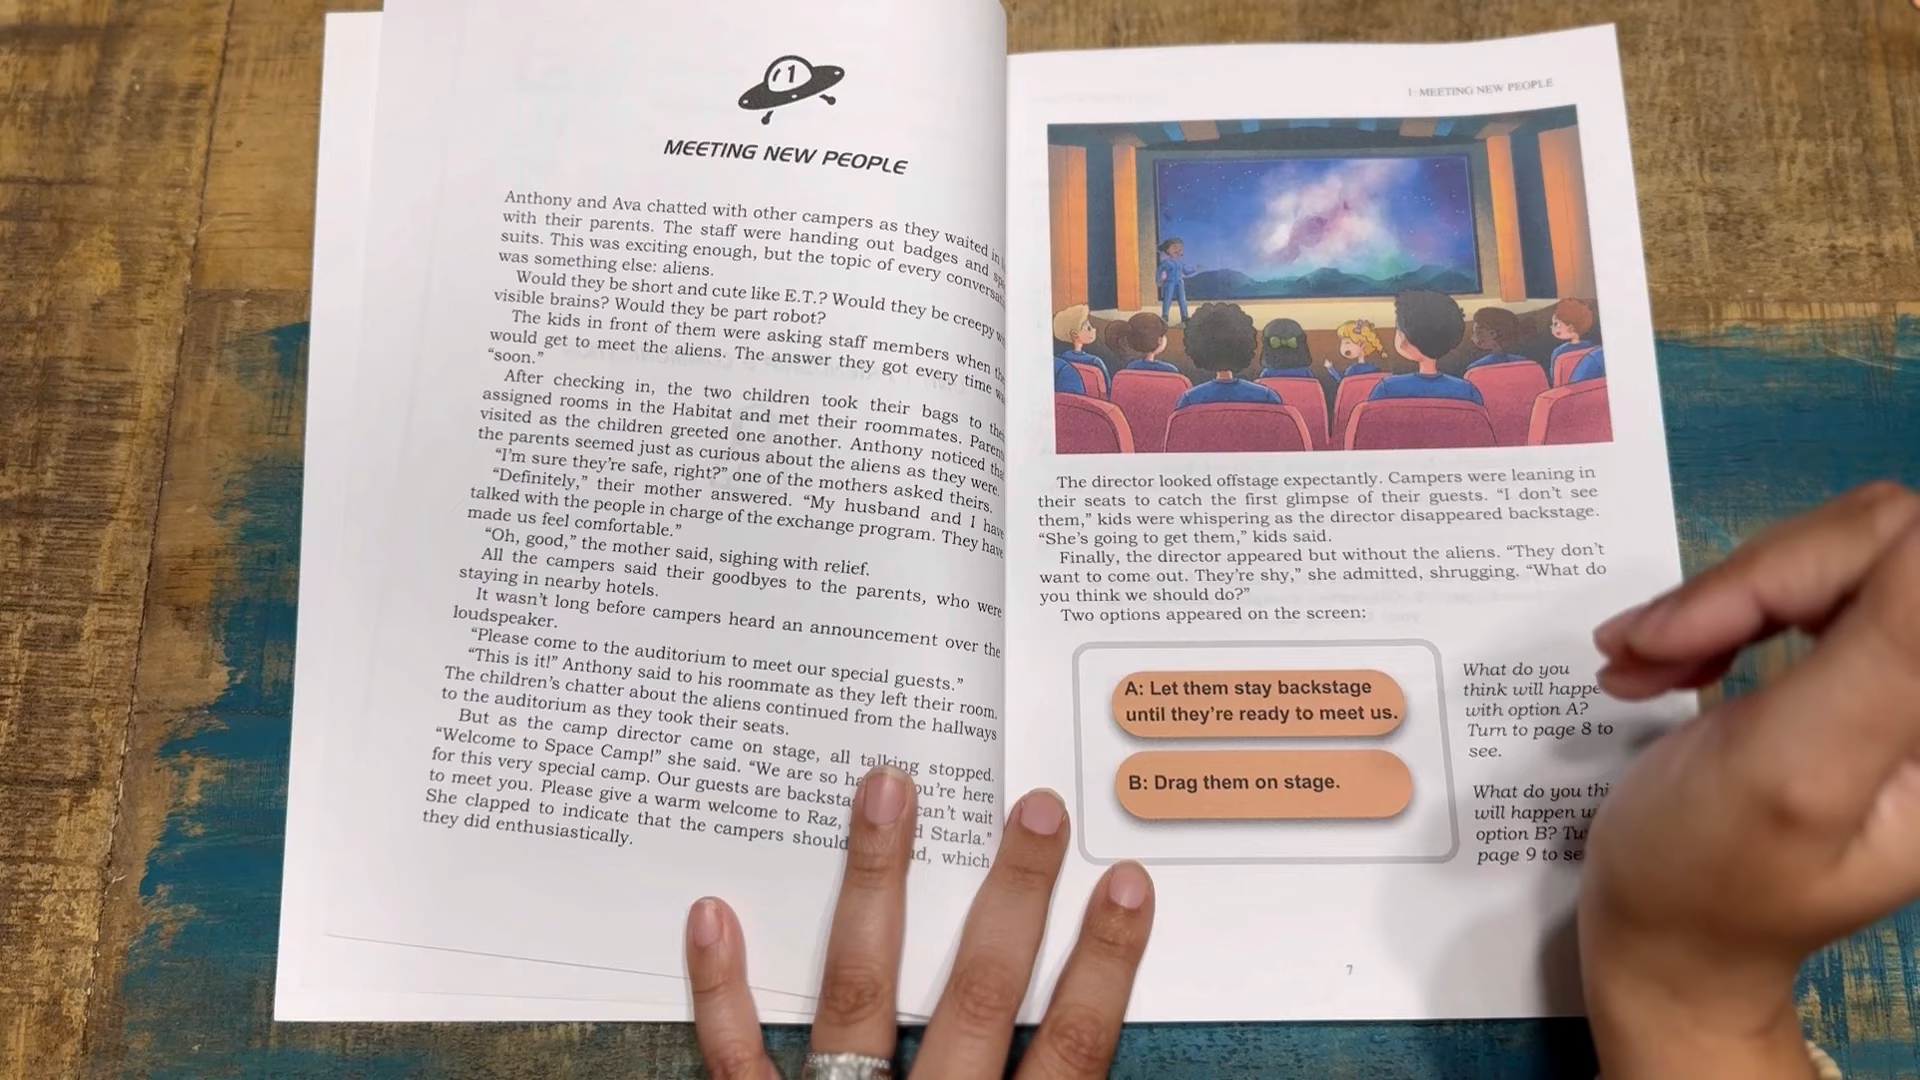 1
MEETING NEW PEOPLE
Anthony and Ava chatted with other campers as they waited in
with their parents. The staff were handing out badges and
suits. This was exciting enough, but the topic of every
was something else: aliens.
Would they be short and cute like E.T.? Would they be creepy
visible brains? Would they be part robot?
The kids in front of them were asking staff members when
would get to meet the aliens. The answer they got every time
“soon.”
After checking in, the two children took their bags to
assigned rooms in the Habitat and met their roommates.
visited as the children greeted one another. Anthony noticed
the parents seemed just as curious about the aliens as they were.
“I’m sure they’re safe, right?” one of the mothers asked theirs.
“Definitely,” their mother answered. “My husband and I have
talked with the people in charge of the exchange program. They have
made us feel comfortable.”
“Oh, good,” the mother said, sighing with relief.
All the campers said their goodbyes to the parents, who were
staying in nearby hotels.
It wasn’t long before campers heard an announcement over the
loudspeaker.
“Please come to the auditorium to meet our special guests.”
“This is it!” Anthony said to his roommate as they left their room.
The children’s chatter about the aliens continued from the hallways
to the auditorium as they took their seats.
But as the camp director came on stage, all talking stopped.
“Welcome to Space Camp!” she said. “We are so you’re here
for this very special camp. Our guests are can’t wait
to meet you. Please give a warm welcome to Raz, Starla.”
She clapped to indicate that the campers should which
they did enthusiastically.
1 MEETING NEW PEOPLE
The director looked offstage expectantly. Campers were leaning in
their seats to catch the first glimpse of their guests. “I don’t see
them,” kids were whispering as the director disappeared backstage.
“She’s going to get them,” kids said.
Finally, the director appeared but without the aliens. “They don’t
want to come out. They’re shy,” she admitted, shrugging. “What do
you think we should do?”
Two options appeared on the screen:
A: Let them stay backstage
until they’re ready to meet us.
B: Drag them on stage.
What do you
think will
with option A?
Turn to page 8 to
see.
What do you
will happen
option B?
page 9 to
7